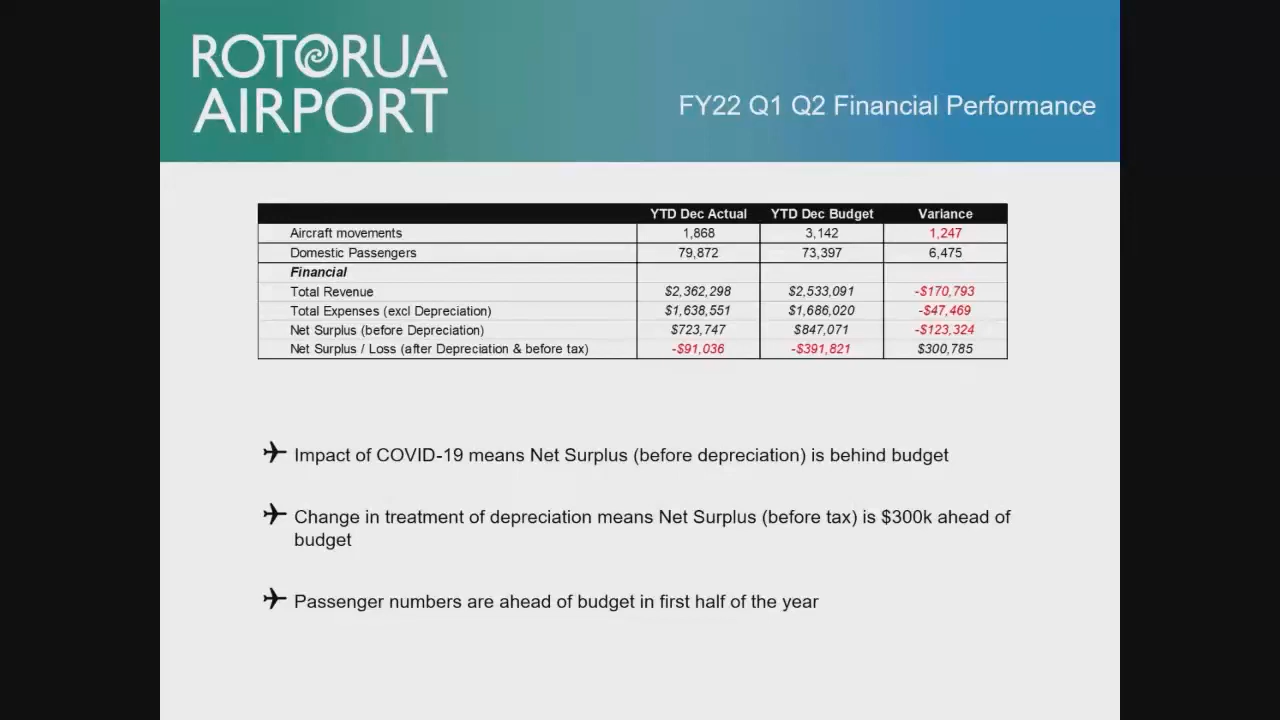 ROTORUA
AIRPORT
FY22 Q1 Q2 Financial Performance
YTD Dec Actual YTD Dec Budget Variance
Aircraft movements 1,868 3,142 1,247
Domestic Passengers 79,872 73,397 6,475
Financial
Total Revenue $2,362,298 $2,533,091 -$170,793
Total Expenses (excl Depreciation) $1,638,551 $1,686,020 -$47,469
Net Surplus (before Depreciation) $723,747 $847,071 -$123,324
Net Surplus / Loss (after Depreciation & before tax) -$91,036 -$391,821 $300,785
Impact of COVID-19 means Net Surplus (before depreciation) is behind budget
Change in treatment of depreciation means Net Surplus (before tax) is $300k ahead of
budget
Passenger numbers are ahead of budget in first half of the year